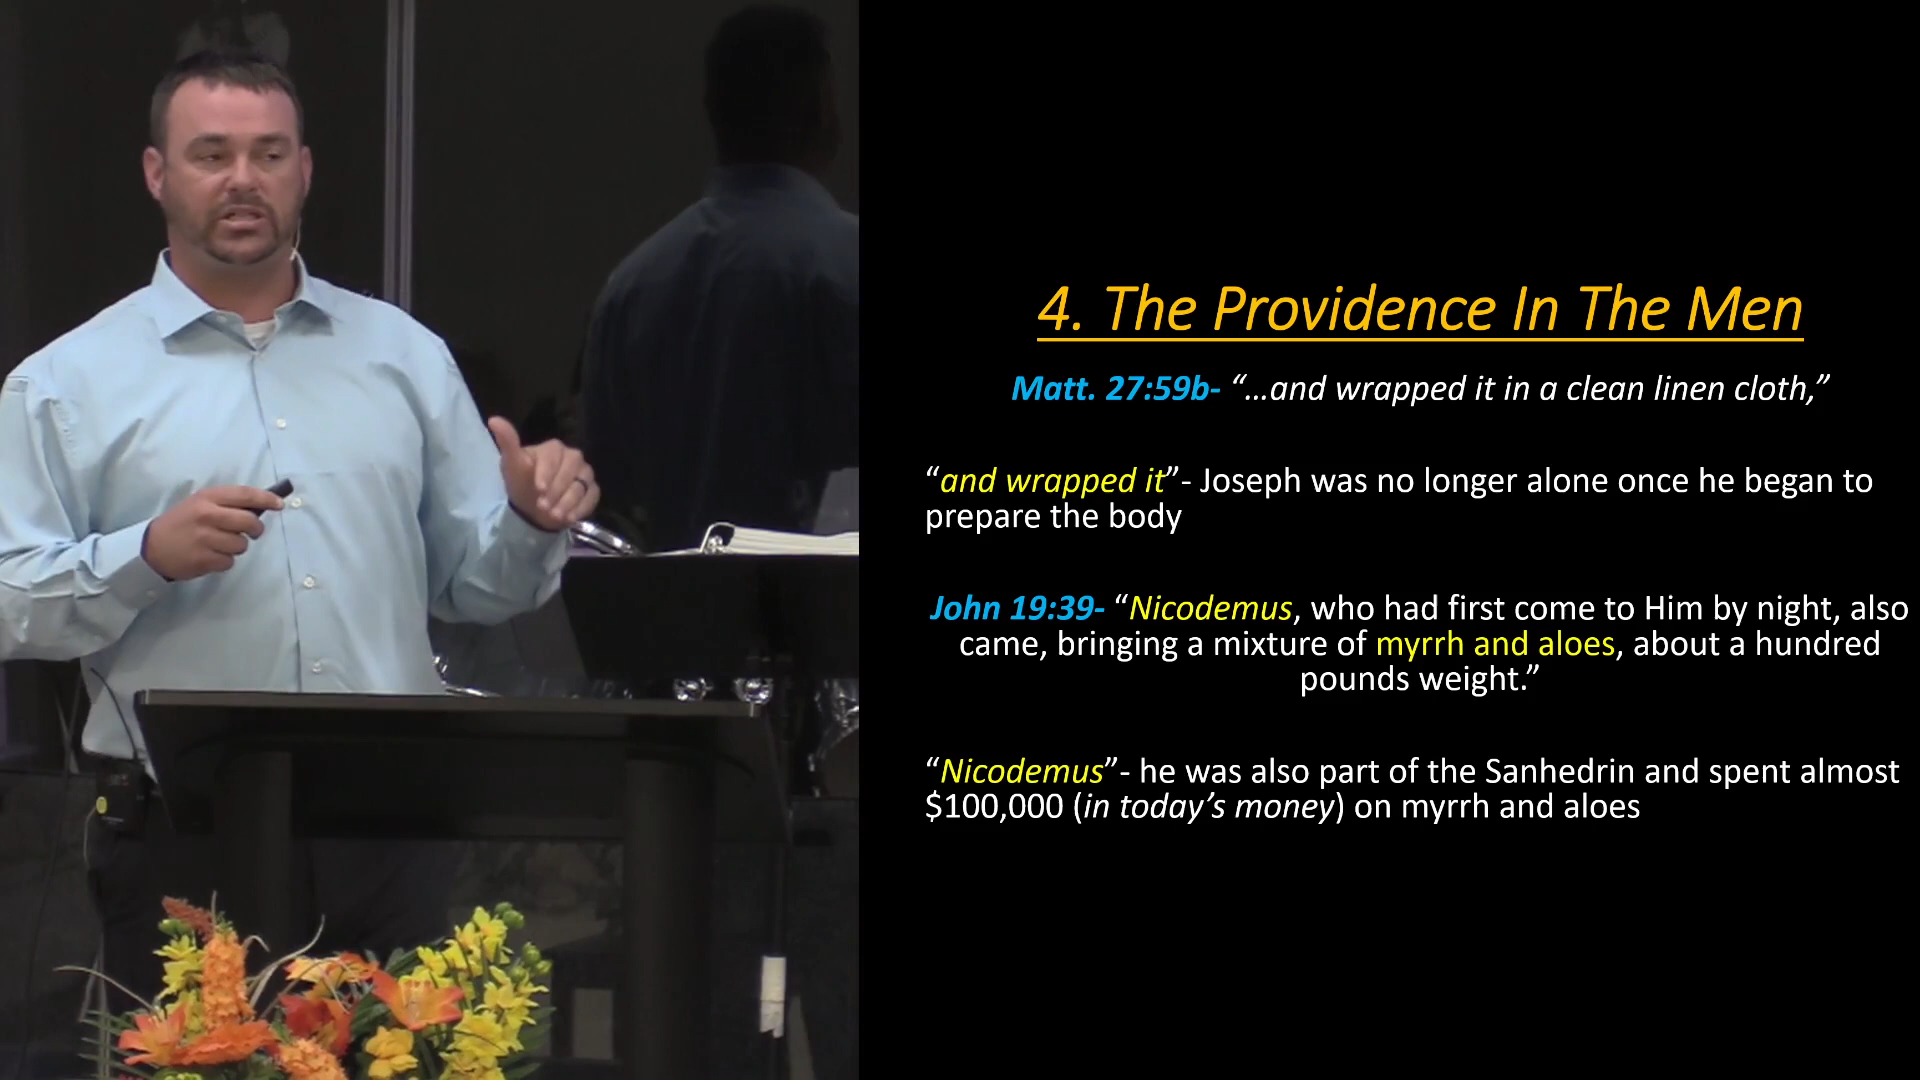 4. The Providence In The Men
Matt. 27:59b- “…and wrapped it in a clean linen cloth,”
“and wrapped it”- Joseph was no longer alone once he began to
prepare the body
John 19:39- “Nicodemus, who had first come to Him by night, also
came, bringing a mixture of myrrh and aloes, about a hundred
pounds weight.”
“Nicodemus”- he was also part of the Sanhedrin and spent almost
$100,000 (in today’s money) on myrrh and aloes